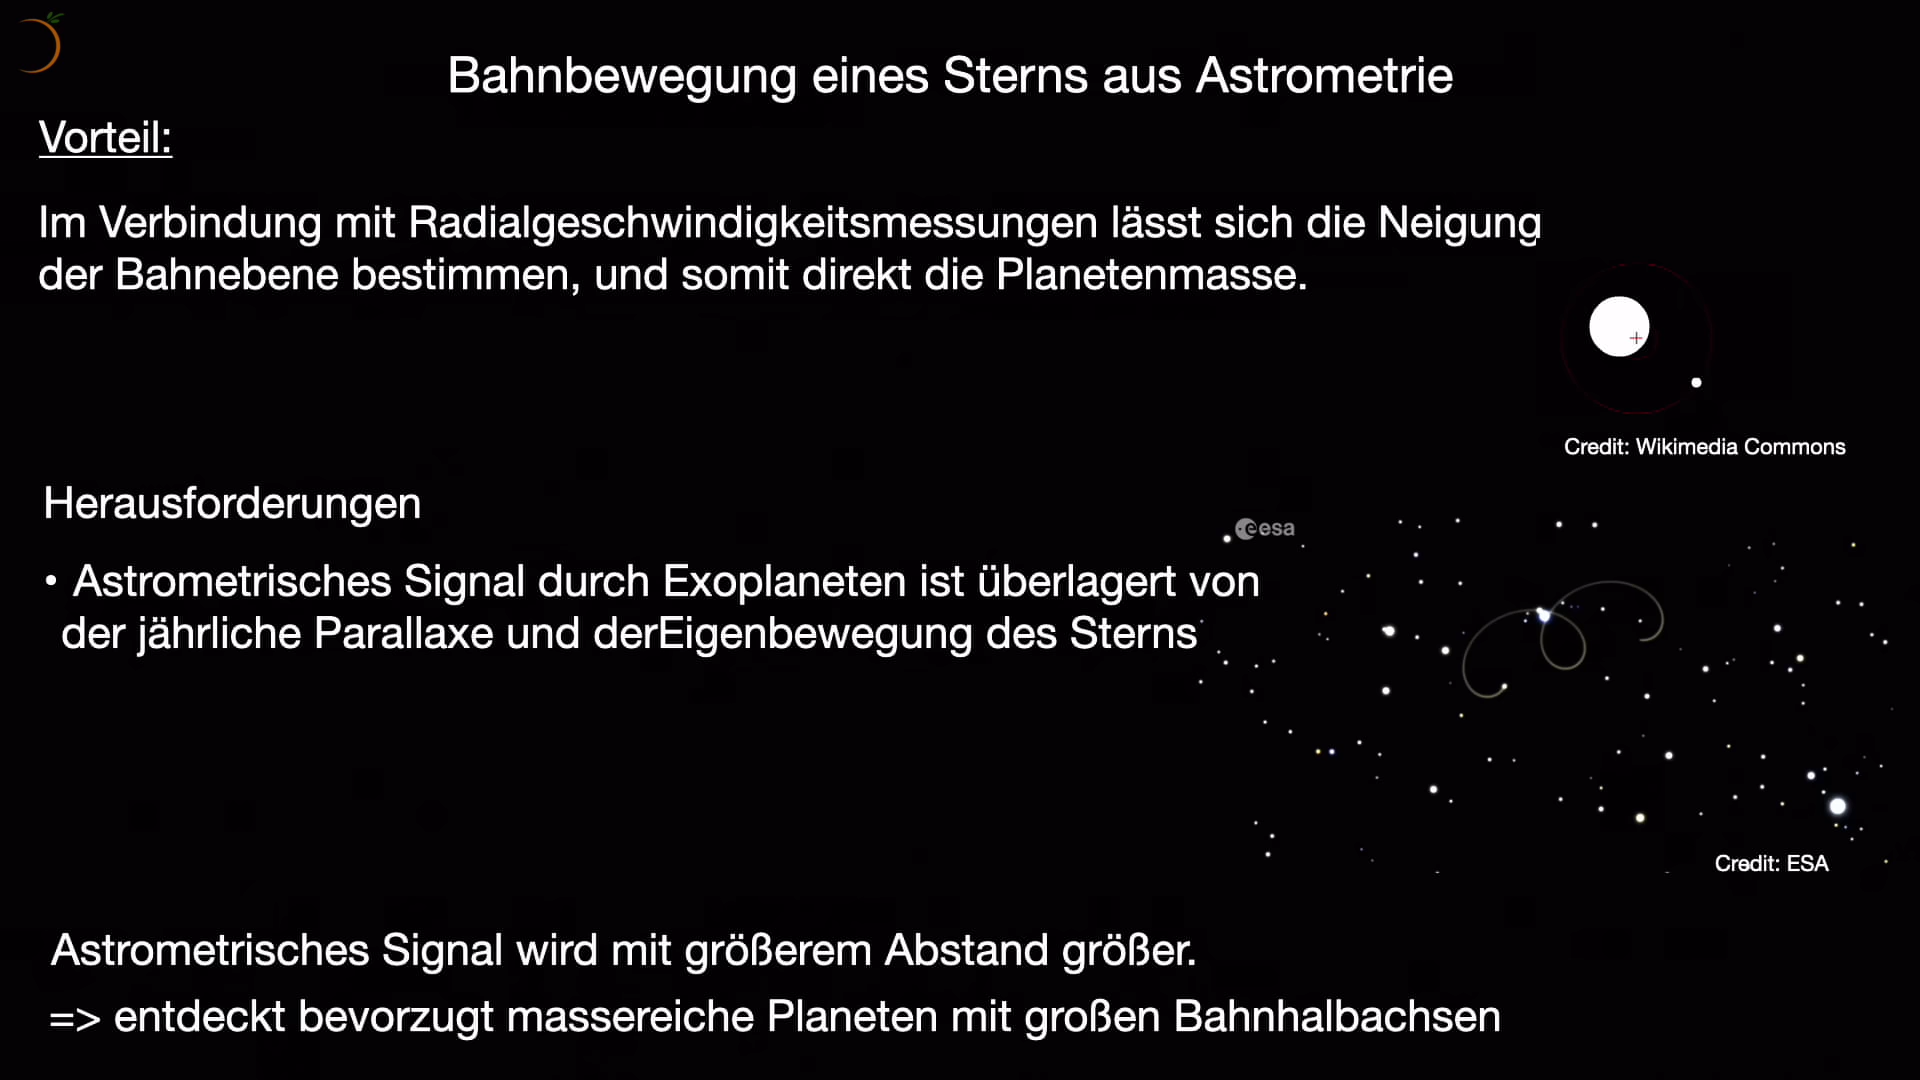 Bahnbewegung eines Sterns aus Astrometrie
Vorteil:
Im Verbindung mit Radialgeschwindigkeitsmessungen lässt sich die Neigung
der Bahnebene bestimmen, und somit direkt die Planetenmasse.
Credit: Wikimedia Commons
Herausforderungen
esa
• Astrometrisches Signal durch Exoplaneten ist überlagert von
der jährliche Parallaxe und derEigenbewegung des Sterns
Credit: ESA
Astrometrisches Signal wird mit größerem Abstand größer.
=> entdeckt bevorzugt massereiche Planeten mit großen Bahnhalbachsen